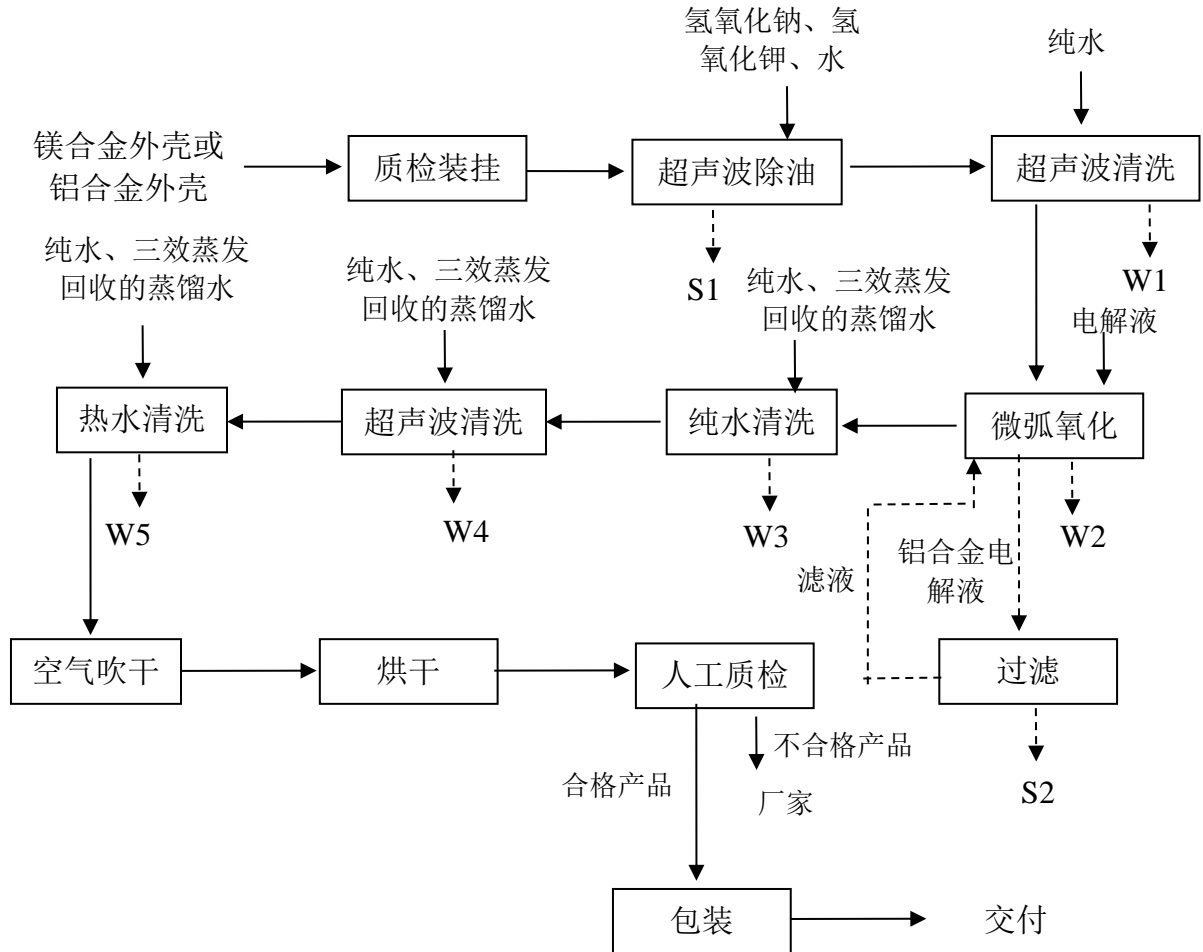 氢氧化钠、氢
氧化钾、水
纯水
镁合金外壳或
铝合金外壳
质检装挂
超声波除油
超声波清洗
纯水、三效蒸发
回收的蒸馏水
纯水、三效蒸发
回收的蒸馏水
S1
纯水、三效蒸发
回收的蒸馏水
W1
电解液
热水清洗
超声波清洗
纯水清洗
微弧氧化
W5
W4
W3
W2
滤液
铝合金电
解液
空气吹干
烘干
人工质检
过滤
不合格产品
合格产品
厂家
S2
包装
交付